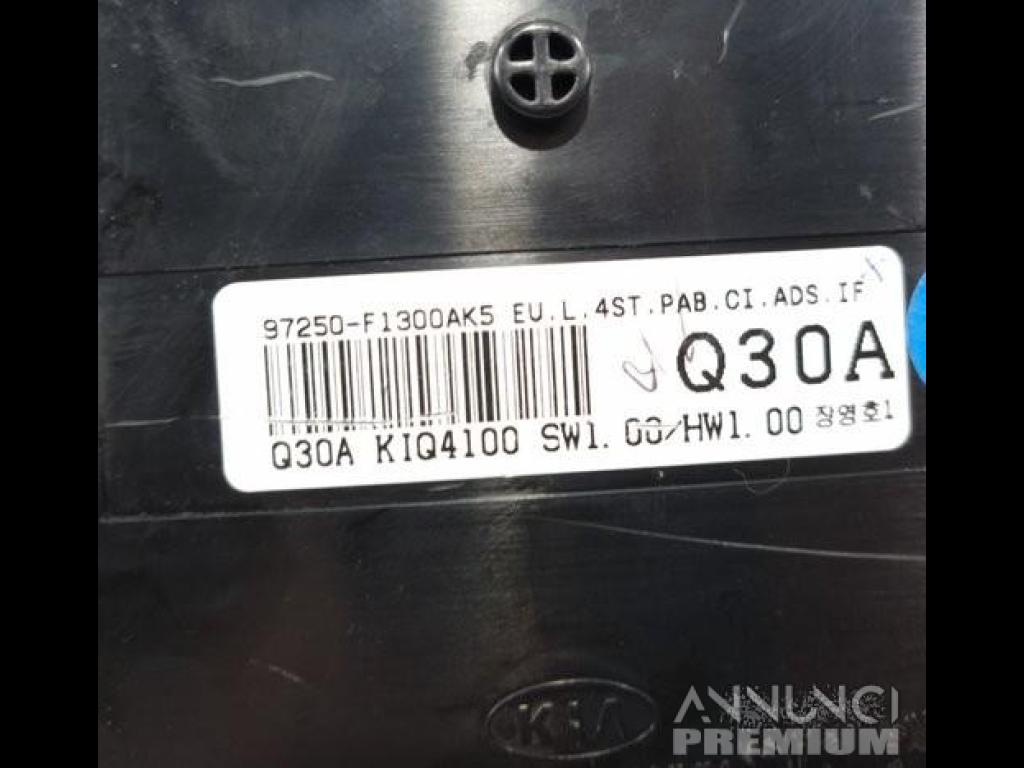 97250-F1300AK5 EU.L.4ST.PAB.CI.ADS.IF
Q30A
Q30A KIQ4100 SW1.00/HW1.00 장영호1
KIA
ANNUNCI
PREMIUM